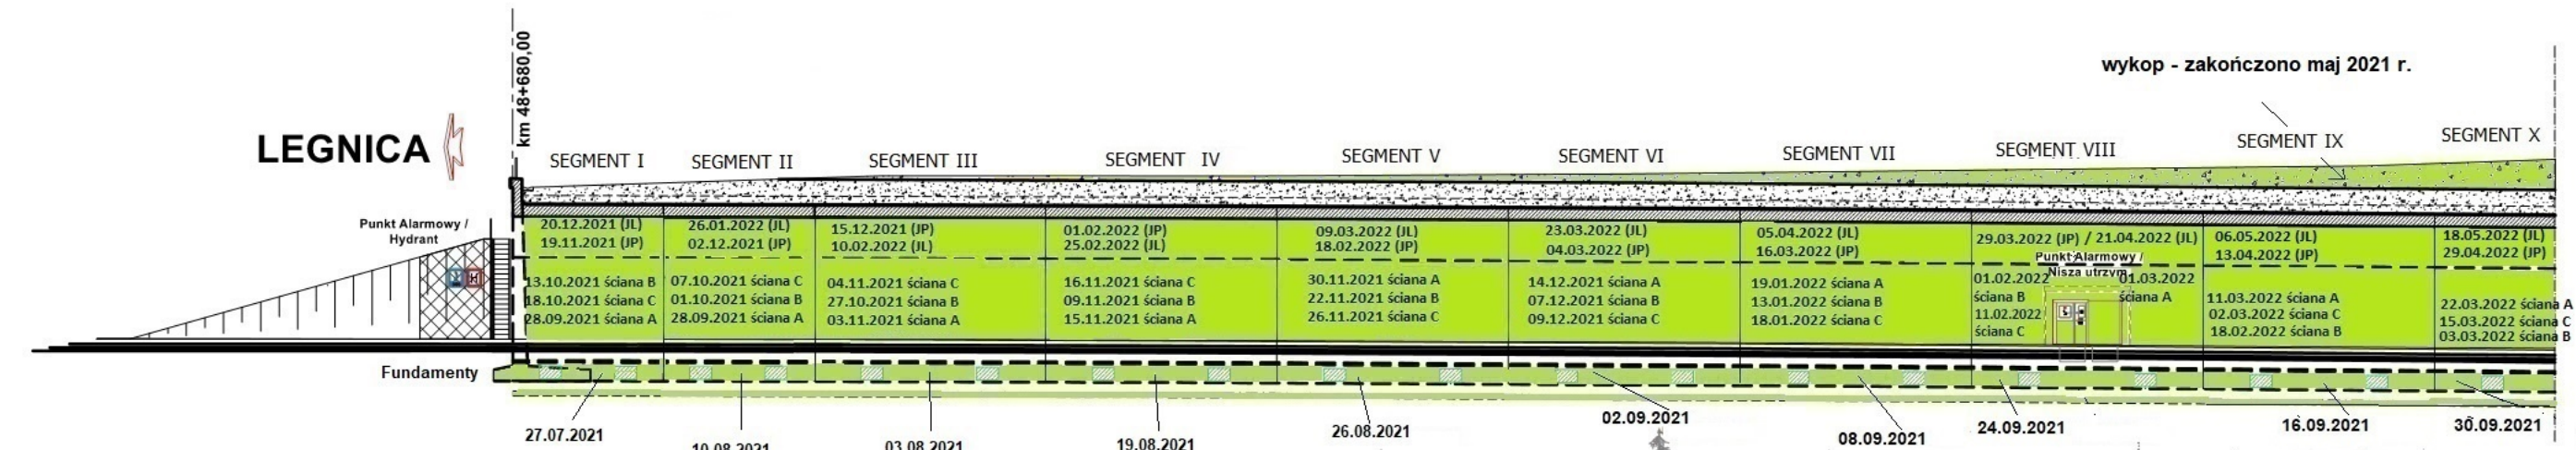 km 48+680,00
wykop - zakończono maj 2021 r.
LEGNICA
SEGMENT I
SEGMENT II
SEGMENT III
SEGMENT IV
SEGMENT V
SEGMENT VI
SEGMENT VII
SEGMENT VIII
SEGMENT IX
SEGMENT X
Punkt Alarmowy /
Hydrant
20.12.2021 (JL)
19.11.2021 (JP)
13.10.2021 ściana B
18.10.2021 ściana C
28.09.2021 ściana A
26.01.2022 (JL)
02.12.2021 (JP)
07.10.2021 ściana C
01.10.2021 ściana B
28.09.2021 ściana A
15.12.2021 (JP)
10.02.2022 (JL)
04.11.2021 ściana C
27.10.2021 ściana B
03.11.2021 ściana A
01.02.2022 (JP)
25.02.2022 (JL)
16.11.2021 ściana C
09.11.2021 ściana B
15.11.2021 ściana A
09.03.2022 (JL)
18.02.2022 (JP)
30.11.2021 ściana A
22.11.2021 ściana B
26.11.2021 ściana C
23.03.2022 (JL)
04.03.2022 (JP)
14.12.2021 ściana A
07.12.2021 ściana B
09.12.2021 ściana C
05.04.2022 (JL)
16.03.2022 (JP)
19.01.2022 ściana A
13.01.2022 ściana B
18.01.2022 ściana C
29.03.2022 (JP) / 21.04.2022 (JL)
Punkt Alarmowy /
Nisza utrzym.
01.02.2022
ściana B
11.02.2022
ściana C
01.03.2022
ściana A
06.05.2022 (JL)
13.04.2022 (JP)
11.03.2022 ściana A
02.03.2022 ściana C
18.02.2022 ściana B
18.05.2022 (JL)
29.04.2022 (JP)
22.03.2022 ściana A
15.03.2022 ściana C
03.03.2022 ściana B
Fundamenty
27.07.2021
10.08.2021
03.08.2021
19.08.2021
26.08.2021
02.09.2021
08.09.2021
24.09.2021
16.09.2021
30.09.2021